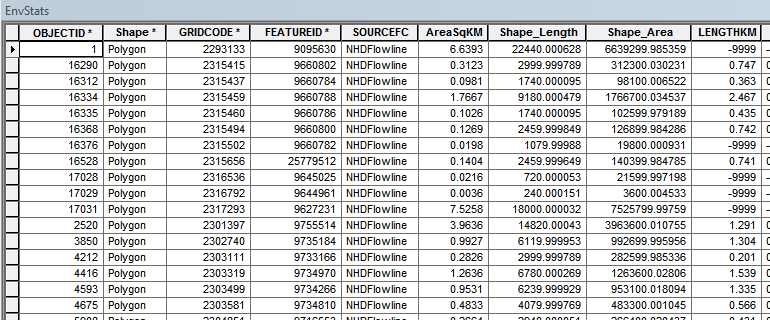 EnvStats
OBJECTID * Shape * GRIDCODE * FEATUREID * SOURCEFC AreaSqKM Shape_Length Shape_Area LENGTHKM
1 Polygon 2293133 9095630 NHDFlowline 6.6393 22440.000628 6639299.985359 -9999
16290 Polygon 2315415 9660802 NHDFlowline 0.3123 2999.999789 312300.030231 0.747
16312 Polygon 2315437 9660784 NHDFlowline 0.0981 1740.000095 98100.006522 0.363
16334 Polygon 2315459 9660788 NHDFlowline 1.7667 9180.000479 1766700.034537 2.467
16335 Polygon 2315460 9660786 NHDFlowline 0.1026 1740.000095 102599.979189 0.435
16368 Polygon 2315494 9660800 NHDFlowline 0.1269 2459.999849 126899.984286 0.742
16376 Polygon 2315502 9660782 NHDFlowline 0.0198 1079.99988 19800.000931 -9999
16528 Polygon 2315656 25779512 NHDFlowline 0.1404 2459.999649 140399.984785 0.741
17028 Polygon 2316536 9645025 NHDFlowline 0.0216 720.000053 21599.997198 -9999
17029 Polygon 2316792 9644961 NHDFlowline 0.0036 240.000151 3600.004533 -9999
17031 Polygon 2317293 9627231 NHDFlowline 7.5258 18000.000032 7525799.99759 -9999
2520 Polygon 2301397 9755514 NHDFlowline 3.9636 14820.00043 3963600.010755 1.291
3850 Polygon 2302740 9735184 NHDFlowline 0.9927 6119.999953 992699.995956 1.304
4212 Polygon 2303111 9733166 NHDFlowline 0.2826 2999.999789 282599.985336 0.201
4416 Polygon 2303319 9734970 NHDFlowline 1.2636 6780.000269 1263600.02806 1.539
4593 Polygon 2303499 9734266 NHDFlowline 0.9531 6239.999929 953100.018094 1.335
4675 Polygon 2303581 9734810 NHDFlowline 0.4833 4079.999769 483300.001045 0.566